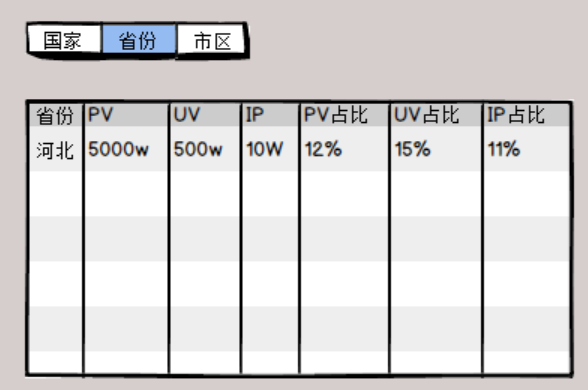 国家 省份 市区
省份 PV UV IP PV占比 UV占比 IP占比
河北 5000w 500w 10W 12% 15% 11%